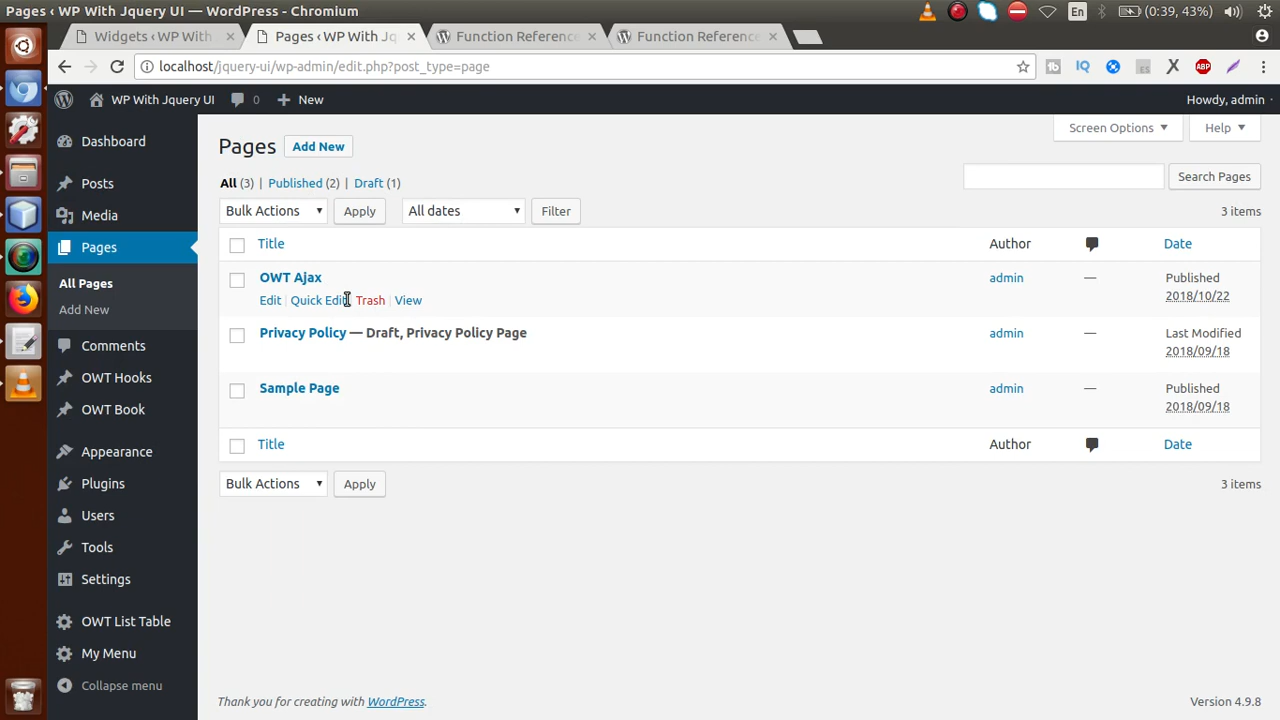 Pages ‹ WP With Jquery UI — WordPress - Chromium
En
(0:39, 43%)
Widgets ‹ WP With
Pages ‹ WP With Jq
Function Reference
Function Reference
localhost/jquery-ui/wp-admin/edit.php?post_type=page
ABP
WP With Jquery UI
0
New
Howdy, admin
Dashboard
Posts
Media
Pages
All Pages
Add New
Comments
OWT Hooks
OWT Book
Appearance
Plugins
Users
Tools
Settings
OWT List Table
My Menu
Collapse menu
Screen Options
Help
Pages
Add New
All (3) | Published (2) | Draft (1)
Search Pages
Bulk Actions
Apply
All dates
Filter
3 items
Title Author Date
OWT Ajax admin — Published
2018/10/22
Edit | Quick Edit | Trash | View
Privacy Policy — Draft, Privacy Policy Page admin — Last Modified
2018/09/18
Sample Page admin — Published
2018/09/18
Title Author Date
Bulk Actions
Apply
3 items
Thank you for creating with WordPress.
Version 4.9.8